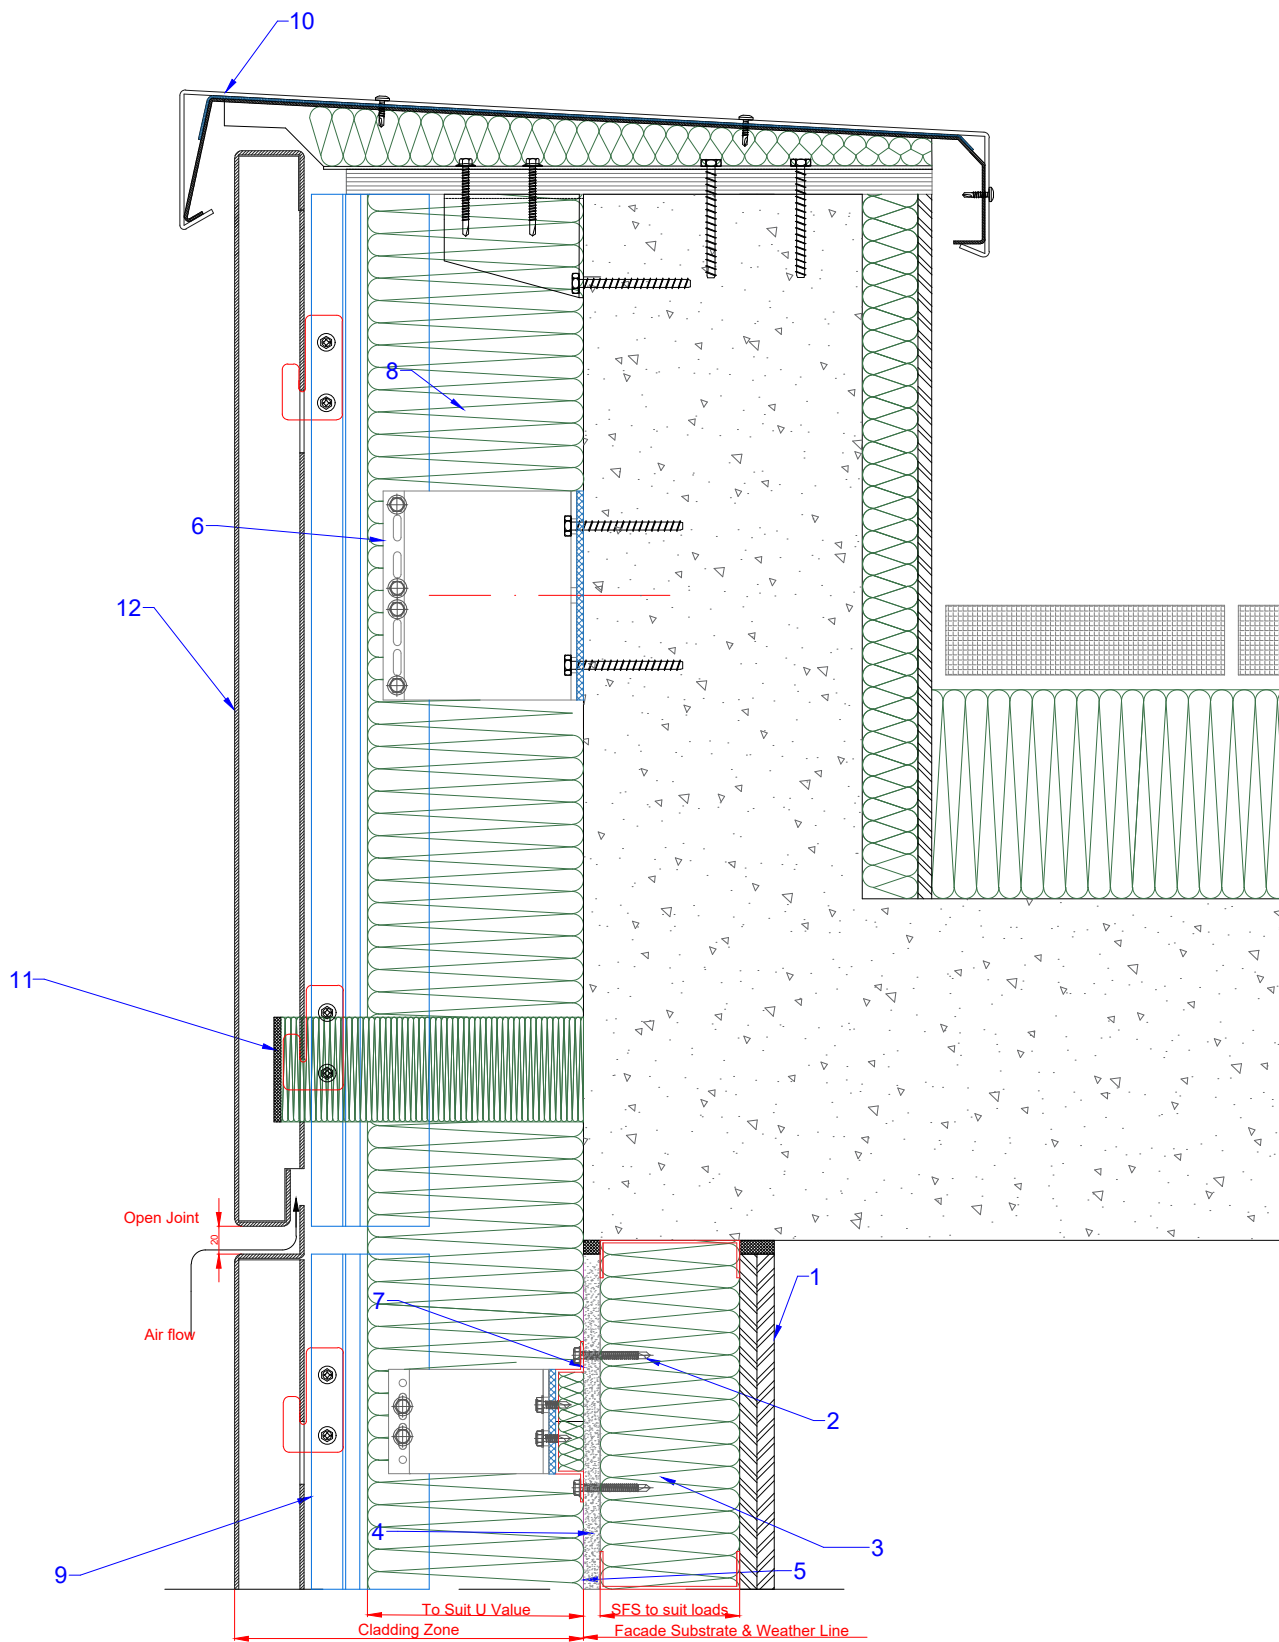 10
8
6
12
11
Open Joint
20
Air flow
1
7
2
4
3
5
9
To Suit U Value
SFS to suit loads
Cladding Zone
Facade Substrate & Weather Line